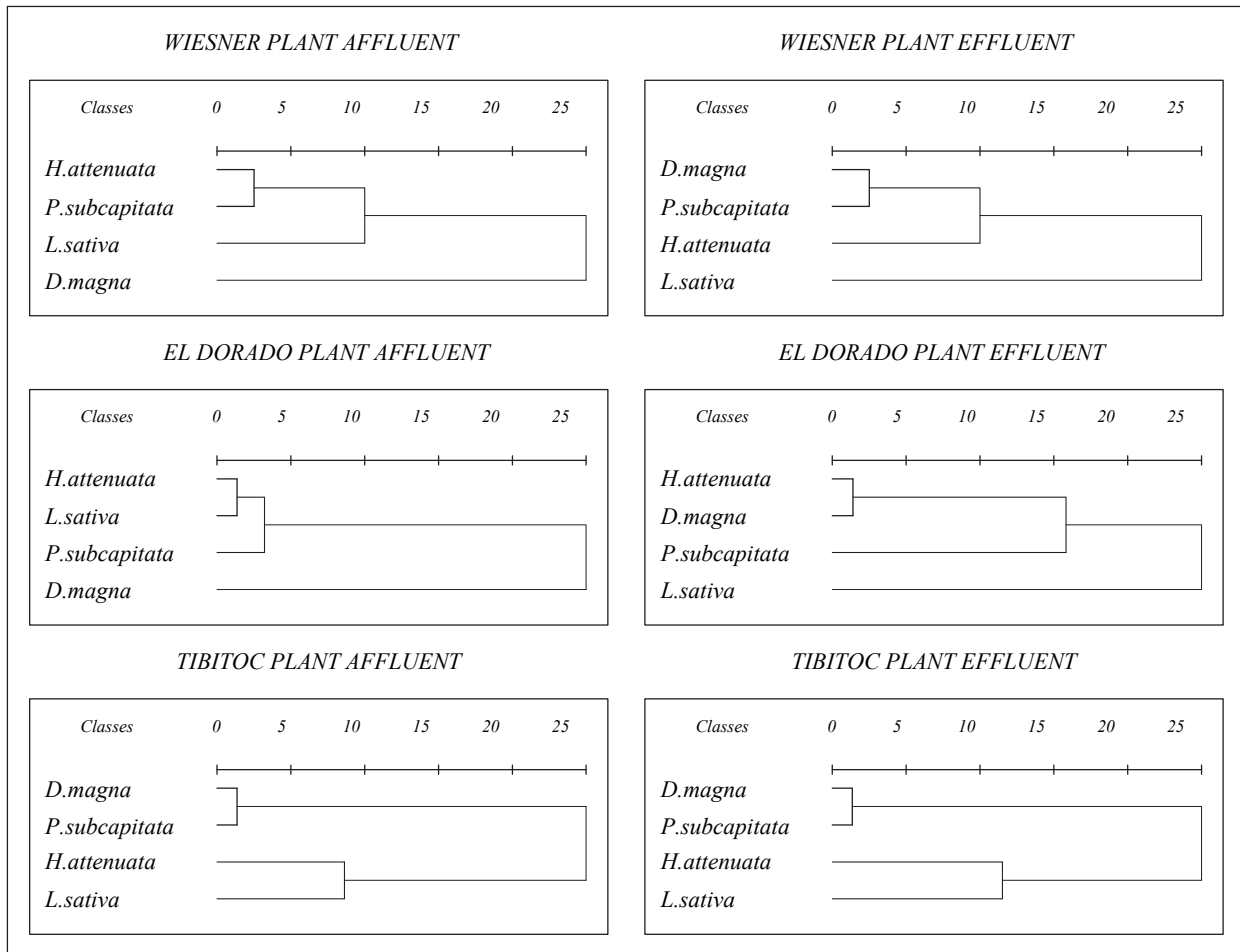 WIESNER PLANT AFFLUENT
Classes 0 5 10 15 20 25
H.attenuata
P.subcapitata
L.sativa
D.magna
WIESNER PLANT EFFLUENT
Classes 0 5 10 15 20 25
D.magna
P.subcapitata
H.attenuata
L.sativa
EL DORADO PLANT AFFLUENT
Classes 0 5 10 15 20 25
H.attenuata
L.sativa
P.subcapitata
D.magna
EL DORADO PLANT EFFLUENT
Classes 0 5 10 15 20 25
H.attenuata
D.magna
P.subcapitata
L.sativa
TIBITOC PLANT AFFLUENT
Classes 0 5 10 15 20 25
D.magna
P.subcapitata
H.attenuata
L.sativa
TIBITOC PLANT EFFLUENT
Classes 0 5 10 15 20 25
D.magna
P.subcapitata
H.attenuata
L.sativa